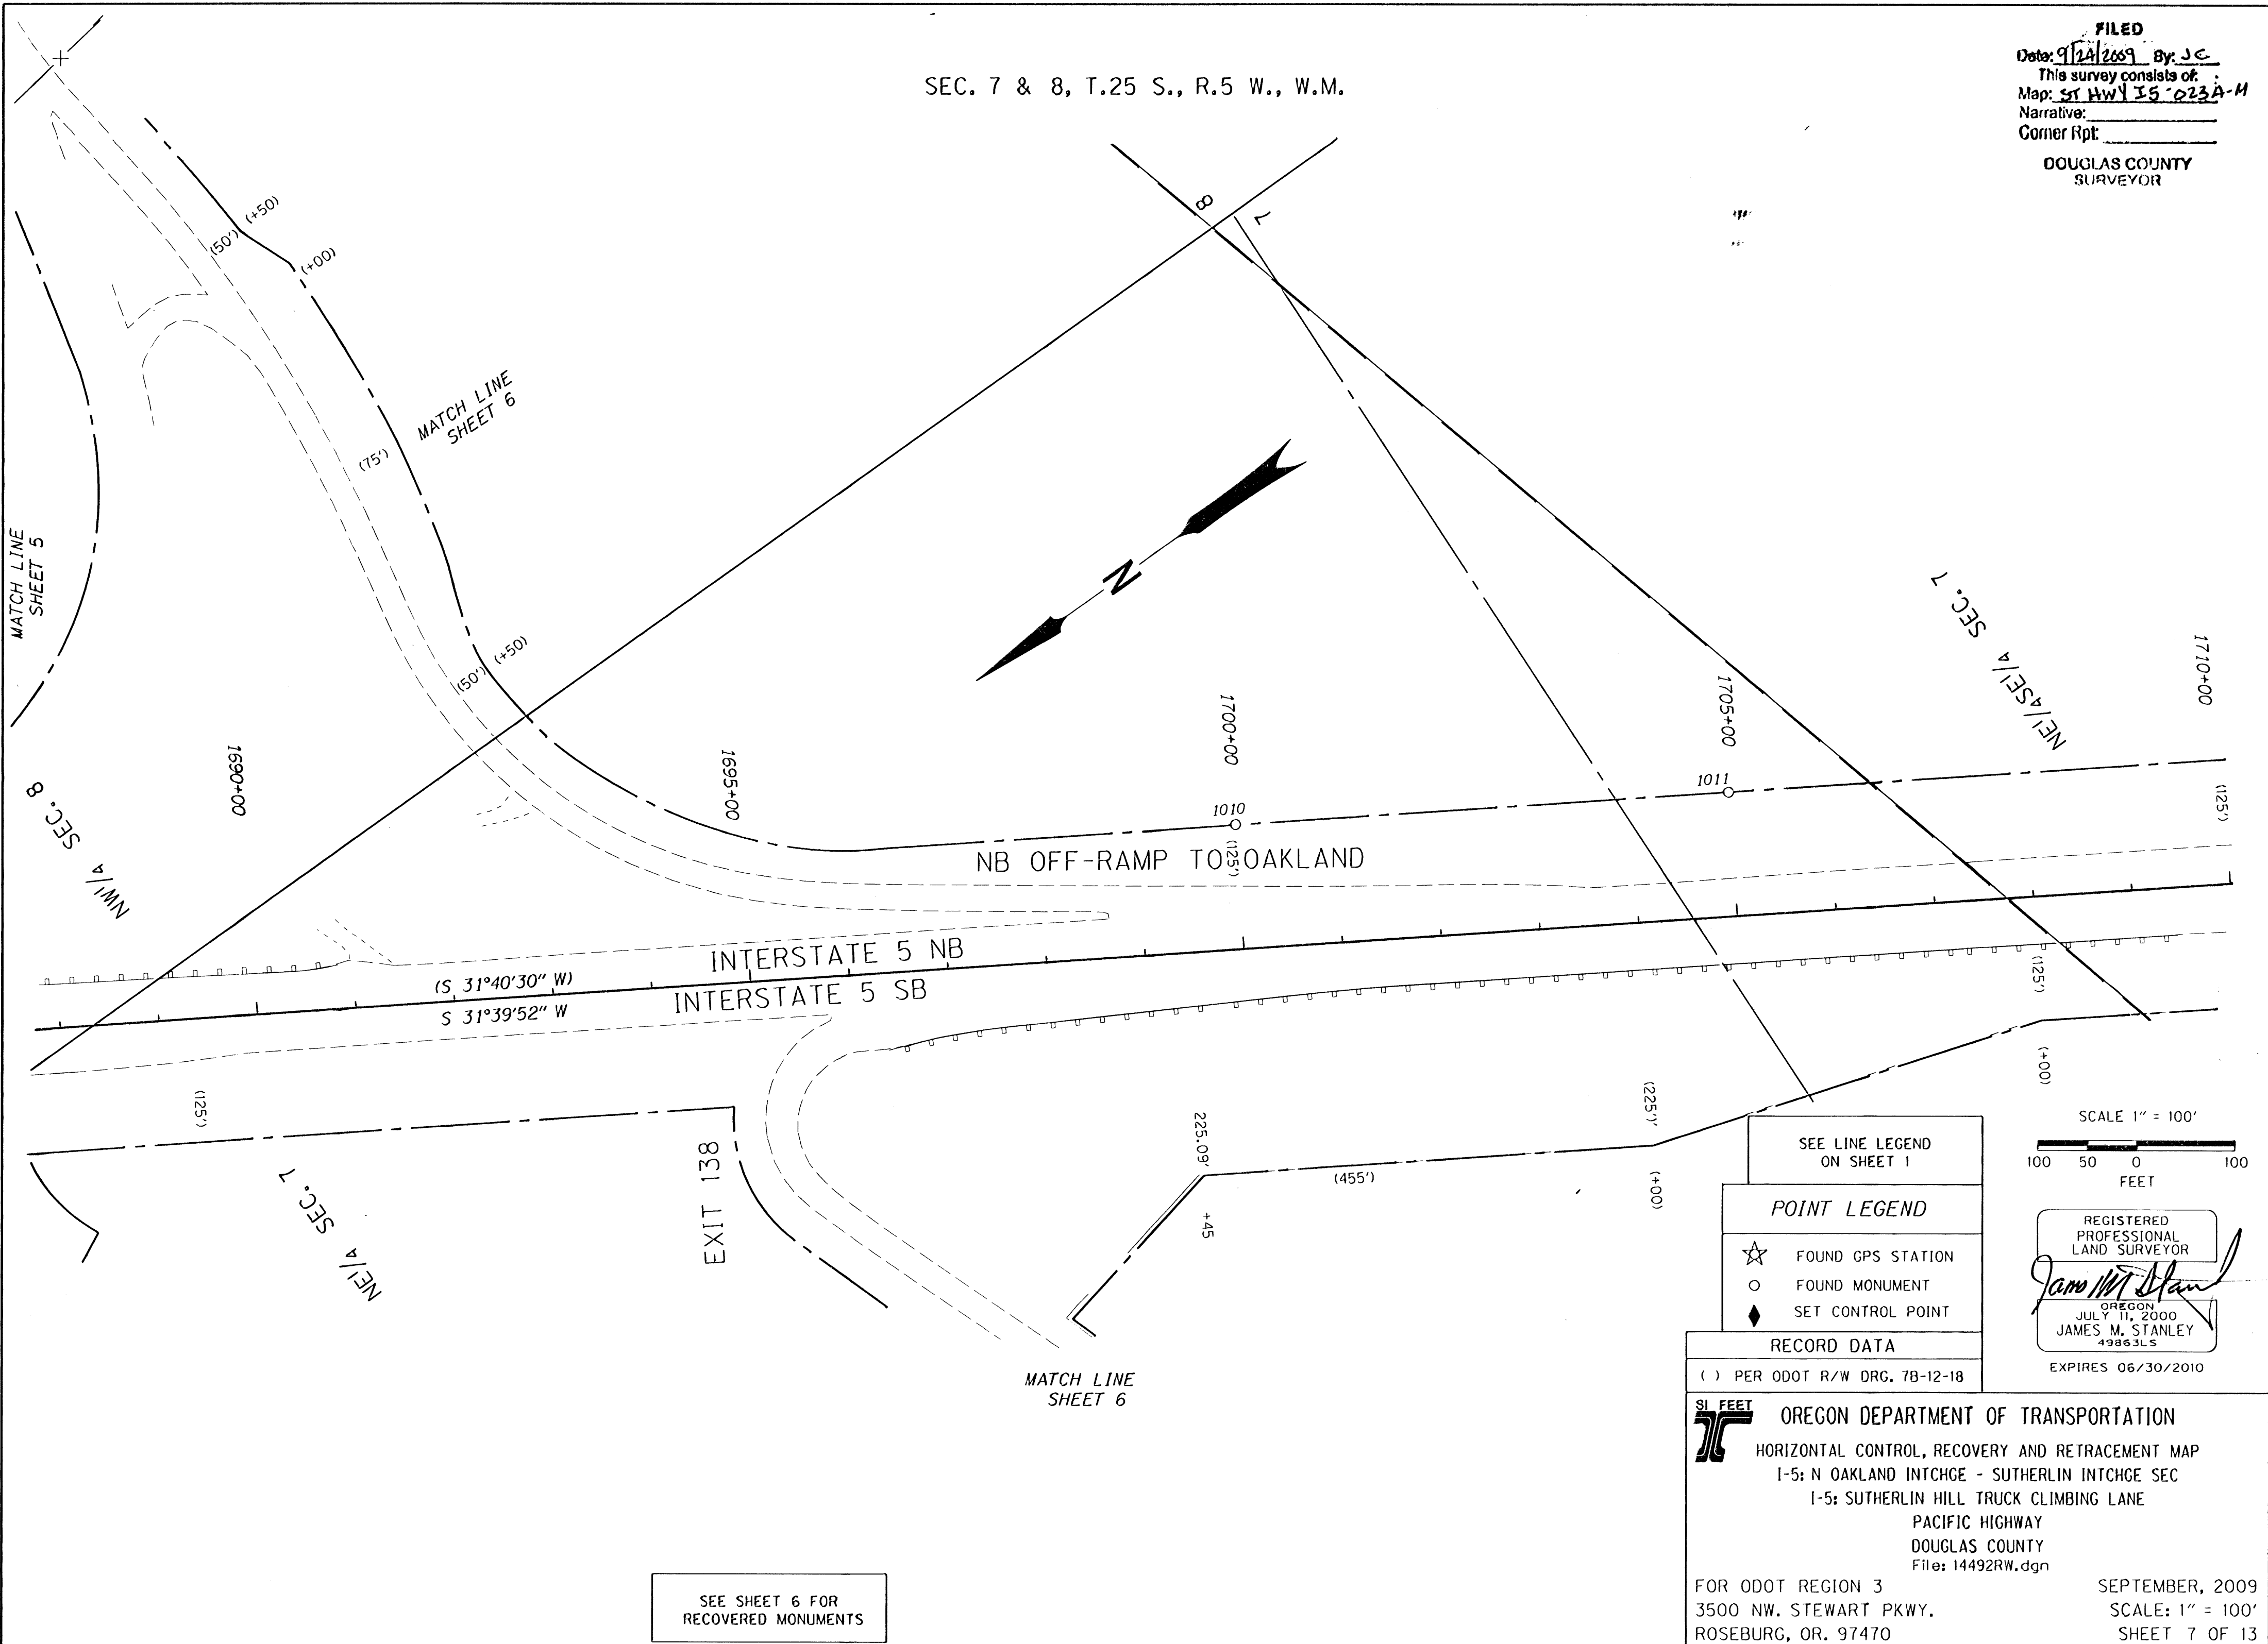 FILED
Date: 9/24/2009 By: JC
This survey consists of:
Map: ST HWY I5-023A-M
Narrative:
Corner Rpt:
DOUGLAS COUNTY
SURVEYOR
SEC. 7 & 8, T.25 S., R.5 W., W.M.
8
7
(+50)
(50')
(+00)
MATCH LINE
SHEET 6
(75')
MATCH LINE
SHEET 5
(+50)
(50')
N
SEC. 7
NE1/4SE1/4
1690+00
1695+00
1700+00
1705+00
1710+00
SEC. 8
NW1/4
1010
1011
(125')
(125')
NB OFF-RAMP TO OAKLAND
INTERSTATE 5 NB
(S 31°40'30" W)
S 31°39'52" W
INTERSTATE 5 SB
(125')
(125')
(+00)
SEC. 7
NE1/4
EXIT 138
225.09'
+45
(455')
(225')'
(+00)
MATCH LINE
SHEET 6
SEE LINE LEGEND
ON SHEET 1
POINT LEGEND
FOUND GPS STATION
FOUND MONUMENT
SET CONTROL POINT
RECORD DATA
( ) PER ODOT R/W DRG. 7B-12-18
SCALE 1" = 100'
100 50 0 100
FEET
REGISTERED
PROFESSIONAL
LAND SURVEYOR
OREGON
JULY 11, 2000
JAMES M. STANLEY
49863LS
EXPIRES 06/30/2010
SI FEET
OREGON DEPARTMENT OF TRANSPORTATION
HORIZONTAL CONTROL, RECOVERY AND RETRACEMENT MAP
I-5: N OAKLAND INTCHGE - SUTHERLIN INTCHGE SEC
I-5: SUTHERLIN HILL TRUCK CLIMBING LANE
PACIFIC HIGHWAY
DOUGLAS COUNTY
File: 14492RW.dgn
FOR ODOT REGION 3
3500 NW. STEWART PKWY.
ROSEBURG, OR. 97470
SEPTEMBER, 2009
SCALE: 1" = 100'
SHEET 7 OF 13
SEE SHEET 6 FOR
RECOVERED MONUMENTS